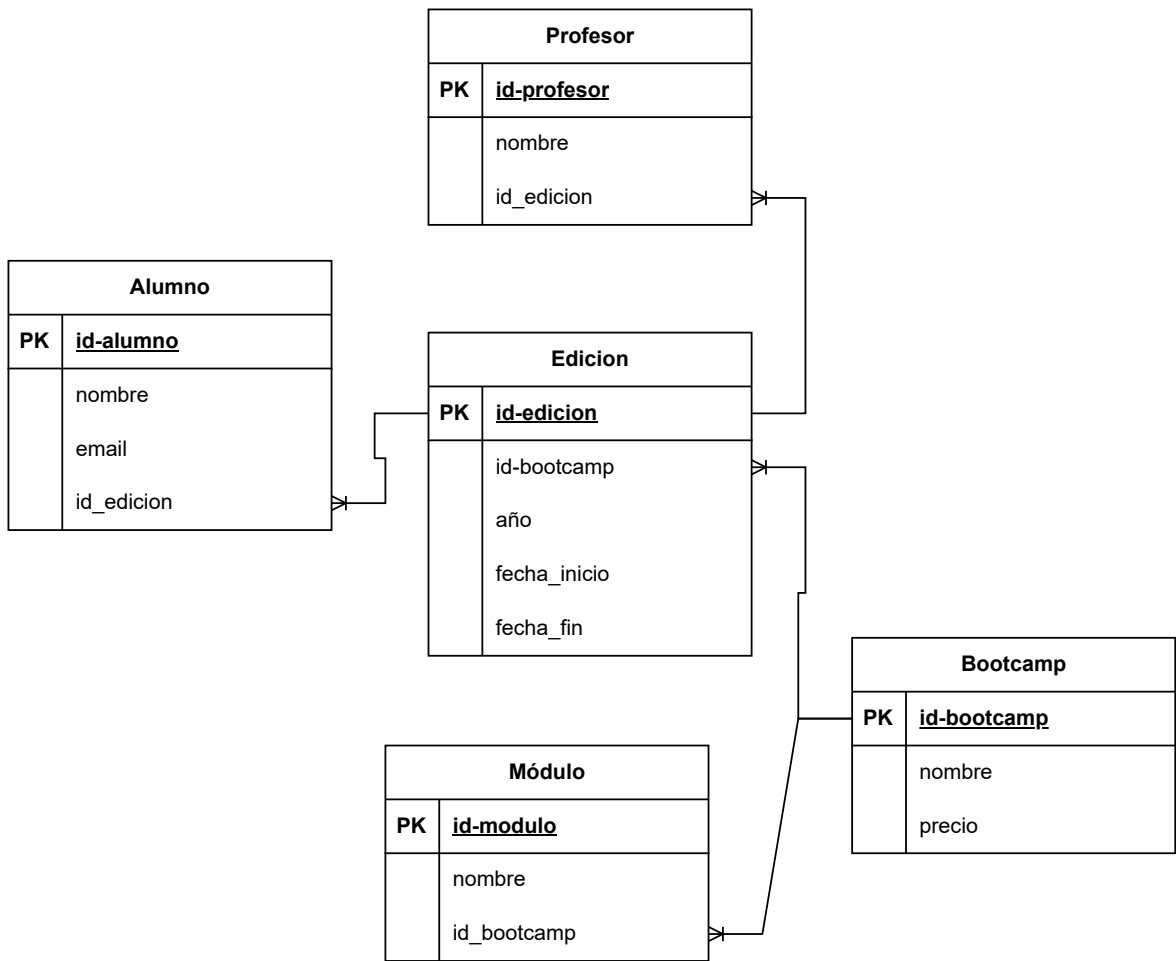 Profesor
PK id-profesor
nombre
id_edicion
Alumno
PK id-alumno
nombre
email
id_edicion
Edicion
PK id-edicion
id-bootcamp
año
fecha_inicio
fecha_fin
Bootcamp
PK id-bootcamp
nombre
precio
Módulo
PK id-modulo
nombre
id_bootcamp